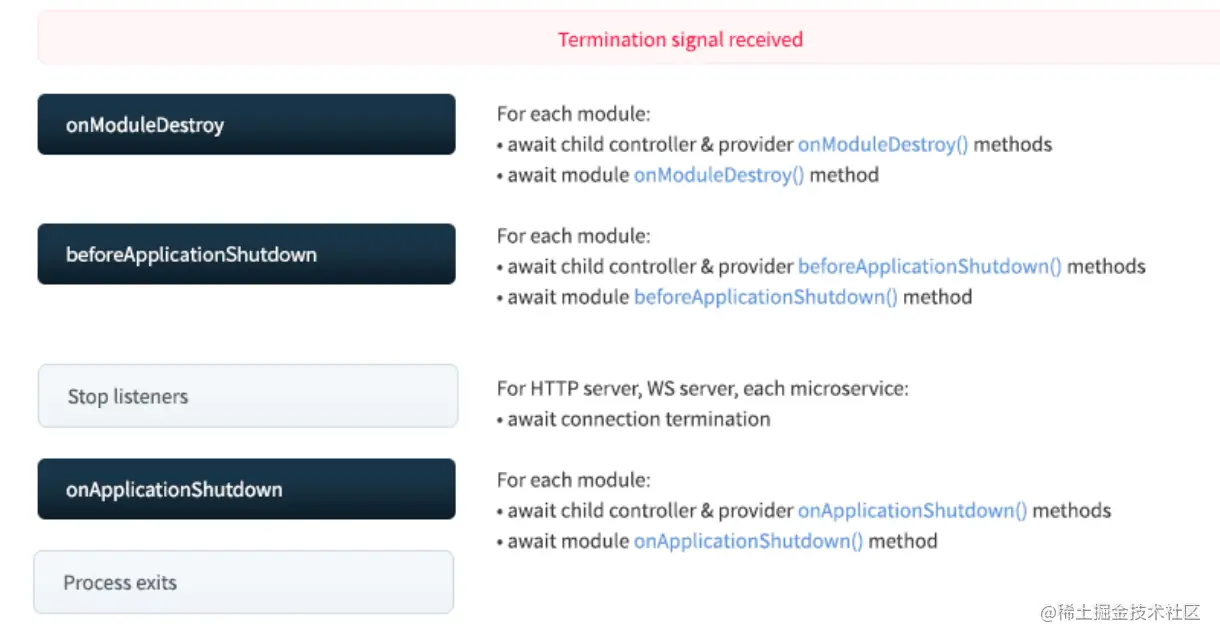 Termination signal received
onModuleDestroy
For each module:
• await child controller & provider onModuleDestroy() methods
• await module onModuleDestroy() method
beforeApplicationShutdown
For each module:
• await child controller & provider beforeApplicationShutdown() methods
• await module beforeApplicationShutdown() method
Stop listeners
For HTTP server, WS server, each microservice:
• await connection termination
onApplicationShutdown
For each module:
• await child controller & provider onApplicationShutdown() methods
• await module onApplicationShutdown() method
Process exits
@稀土掘金技术社区